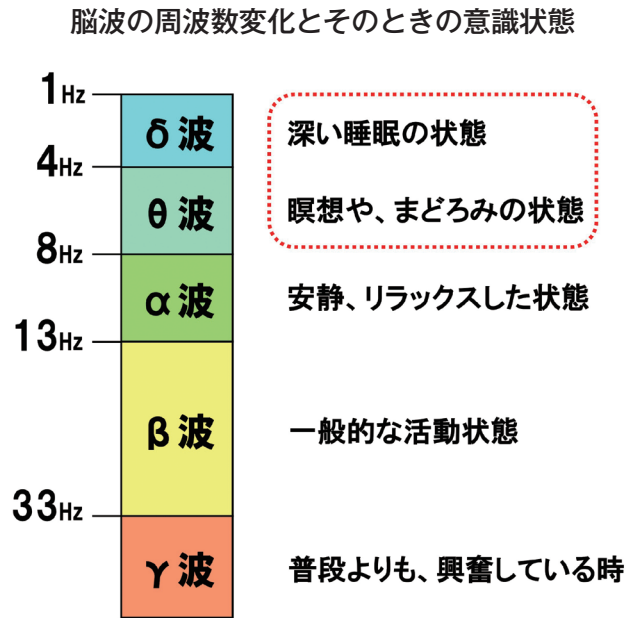 脳波の周波数変化とそのときの意識状態
1Hz
δ波 深い睡眠の状態
4Hz
θ波 瞑想や、まどろみの状態
8Hz
α波 安静、リラックスした状態
13Hz
β波 一般的な活動状態
33Hz
γ波 普段よりも、興奮している時